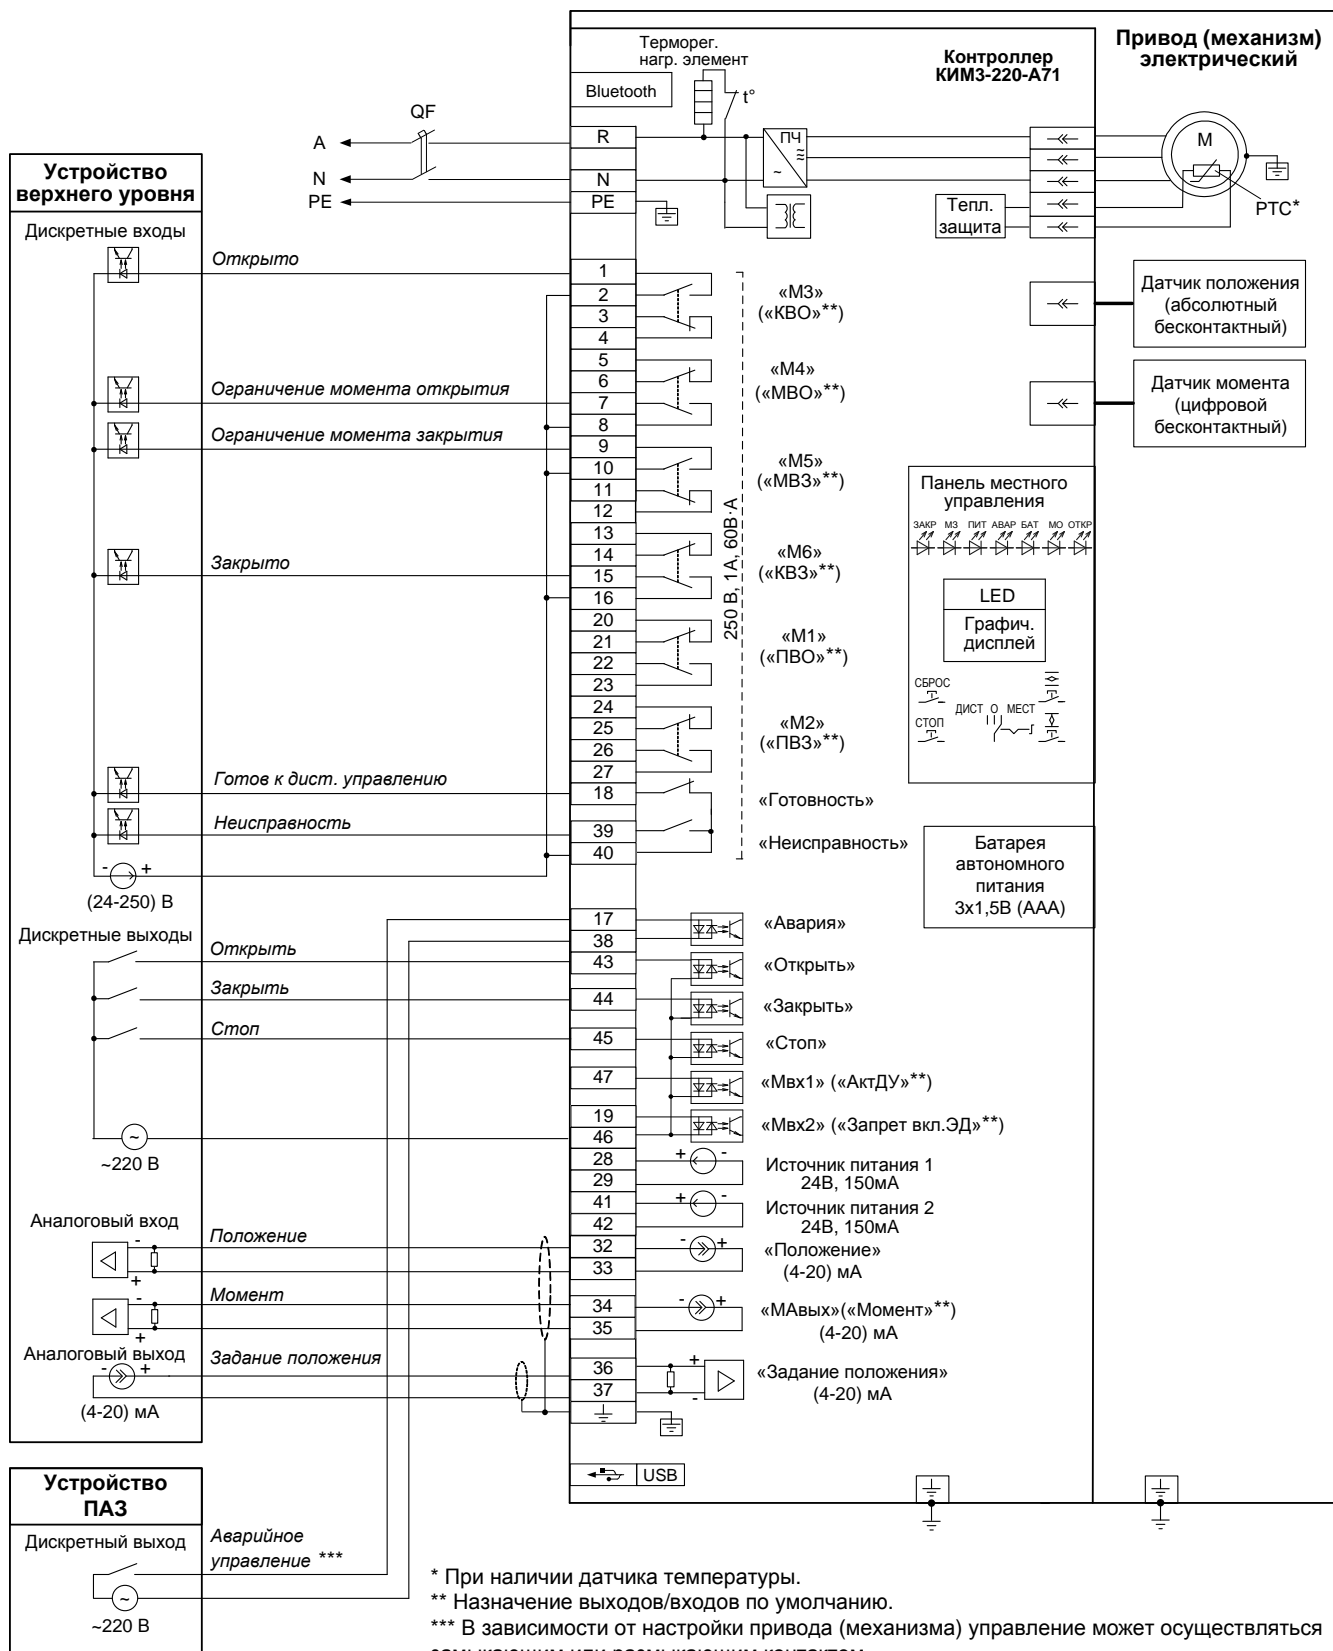 Привод (механизм)
электрический
Контроллер
КИМ3-220-А71
Терморег.
нагр. элемент
Bluetooth
t°
QF
A
N
PE
R
N
PE
ПЧ
~
M
PTC*
Тепл.
защита
Устройство
верхнего уровня
Дискретные входы
Открыто
1
2
3
4
«М3»
(«КВО»**)
Датчик положения
(абсолютный
бесконтактный)
5
6
7
8
«М4»
(«МВО»**)
Ограничение момента открытия
Датчик момента
(цифровой
бесконтактный)
Ограничение момента закрытия
9
10
11
12
«М5»
(«МВЗ»**)
250 В, 1А, 60В·А
Панель местного
управления
ЗАКР МЗ ПИТ АВАР БАТ МО ОТКР
Закрыто
13
14
15
16
«М6»
(«КВЗ»**)
LED
Графич.
дисплей
20
21
22
23
«М1»
(«ПВО»**)
СБРОС
СТОП
ДИСТ О МЕСТ
24
25
26
27
«М2»
(«ПВЗ»**)
Готов к дист. управлению
18
«Готовность»
Неисправность
39
40
«Неисправность»
Батарея
автономного
питания
3х1,5В (ААА)
- +
(24-250) В
17
38
«Авария»
Дискретные выходы
Открыть
43
«Открыть»
Закрыть
44
«Закрыть»
Стоп
45
«Стоп»
47
«Мвх1» («АктДУ»**)
19
46
«Мвх2» («Запрет вкл.ЭД»**)
~
~220 В
28
29
+ -
Источник питания 1
24В, 150мА
41
42
+ -
Источник питания 2
24В, 150мА
Аналоговый вход
Положение
-
+
32
33
- +
«Положение»
(4-20) мА
Момент
-
+
34
35
- +
«МАвых»(«Момент»**)
(4-20) мА
Аналоговый выход
Задание положения
- +
(4-20) мА
36
37
+
-
«Задание положения»
(4-20) мА
USB
Устройство
ПАЗ
Дискретный выход
Аварийное
управление ***
~
~220 В
* При наличии датчика температуры.
** Назначение выходов/входов по умолчанию.
*** В зависимости от настройки привода (механизма) управление может осуществляться